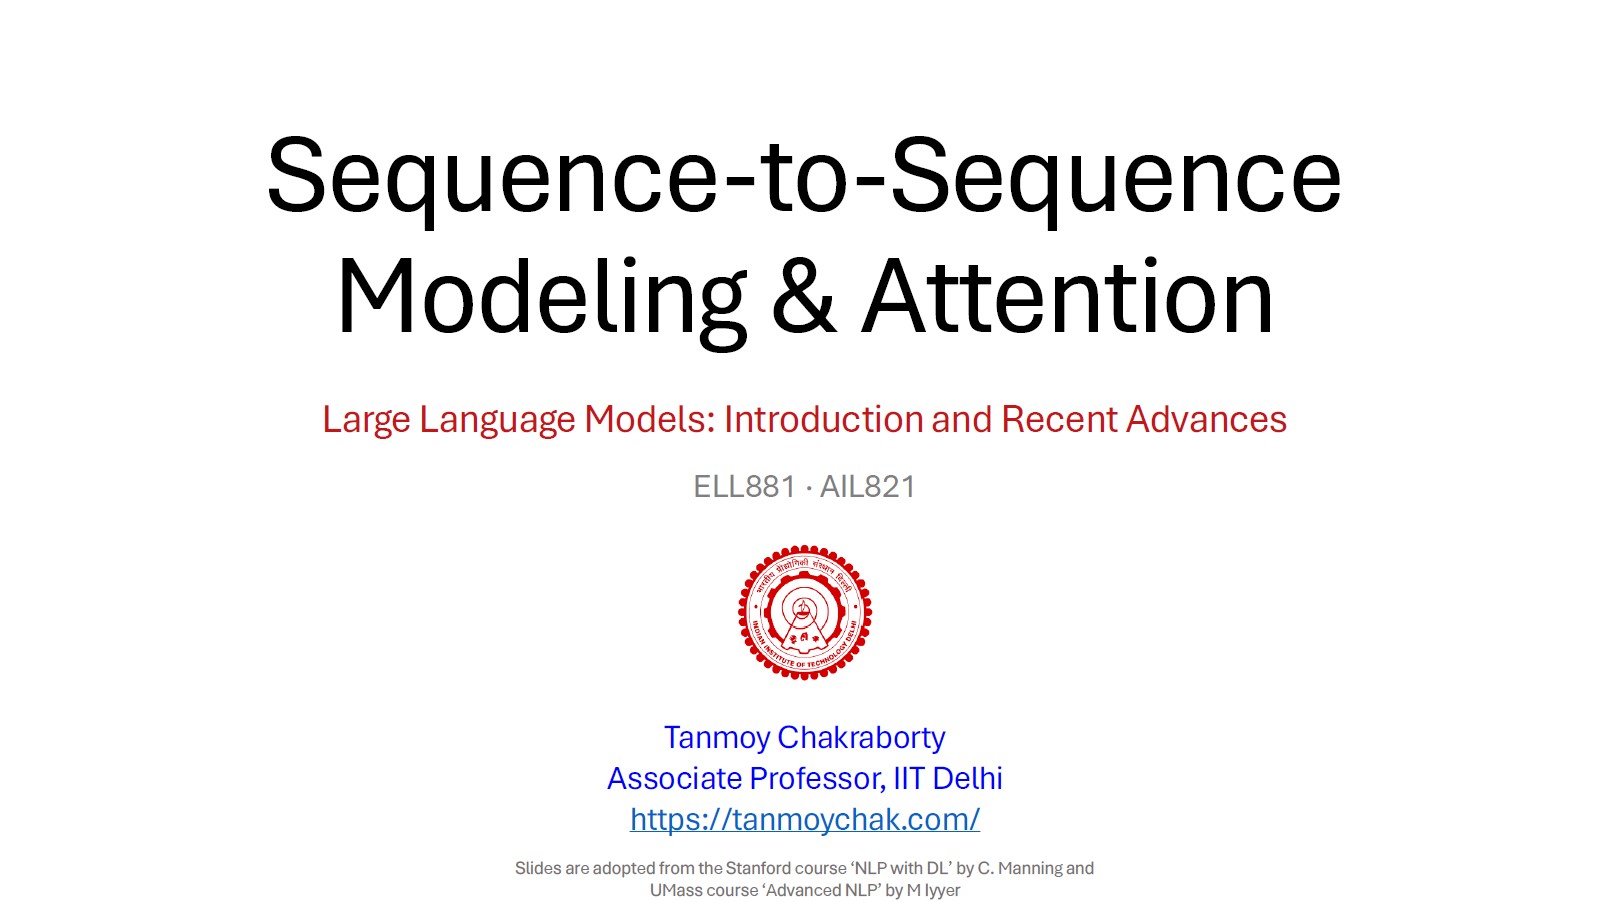 Sequence-to-Sequence
Modeling & Attention
Large Language Models: Introduction and Recent Advances
ELL881 · AIL821
भारतीय प्रौद्योगिकी संस्थान दिल्ली
INDIAN INSTITUTE OF TECHNOLOGY DELHI
Tanmoy Chakraborty
Associate Professor, IIT Delhi
https://tanmoychak.com/
Slides are adopted from the Stanford course ‘NLP with DL’ by C. Manning and
UMass course ‘Advanced NLP’ by M Iyyer